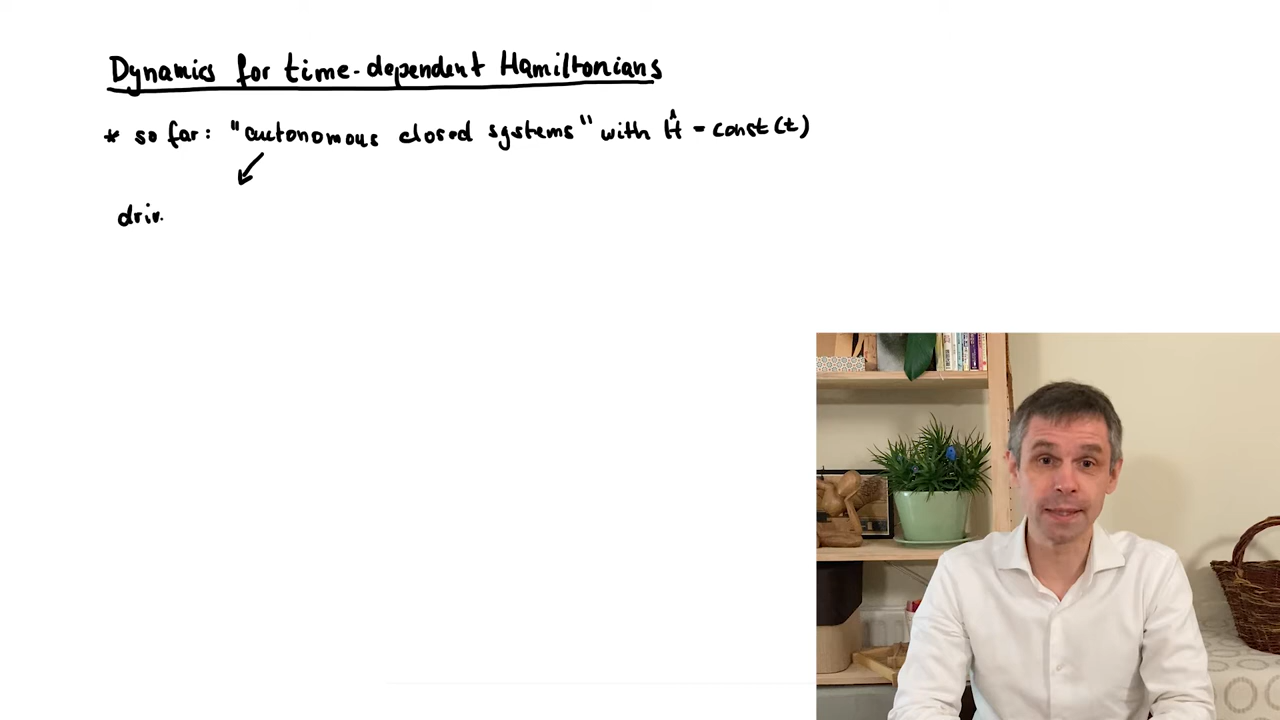 Dynamics for time-dependent Hamiltonians
* so far: "autonomous closed systems" with Ĥ = const(t)
driv